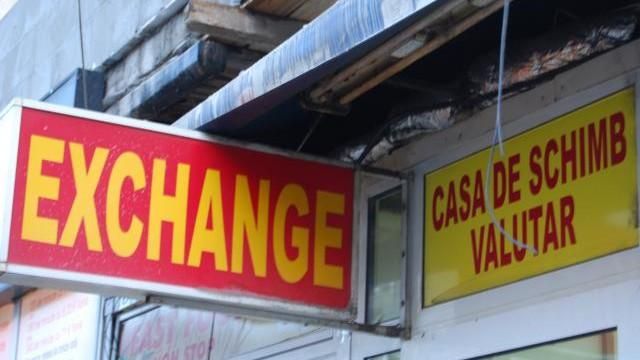 EXCHANGE
CASA DE SCHIMB
VALUTAR